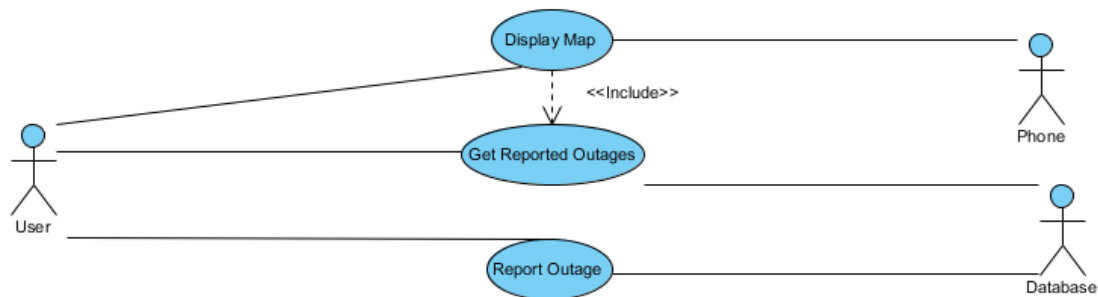 Display Map
<<Include>>
Phone
Get Reported Outages
User
Report Outage
Database